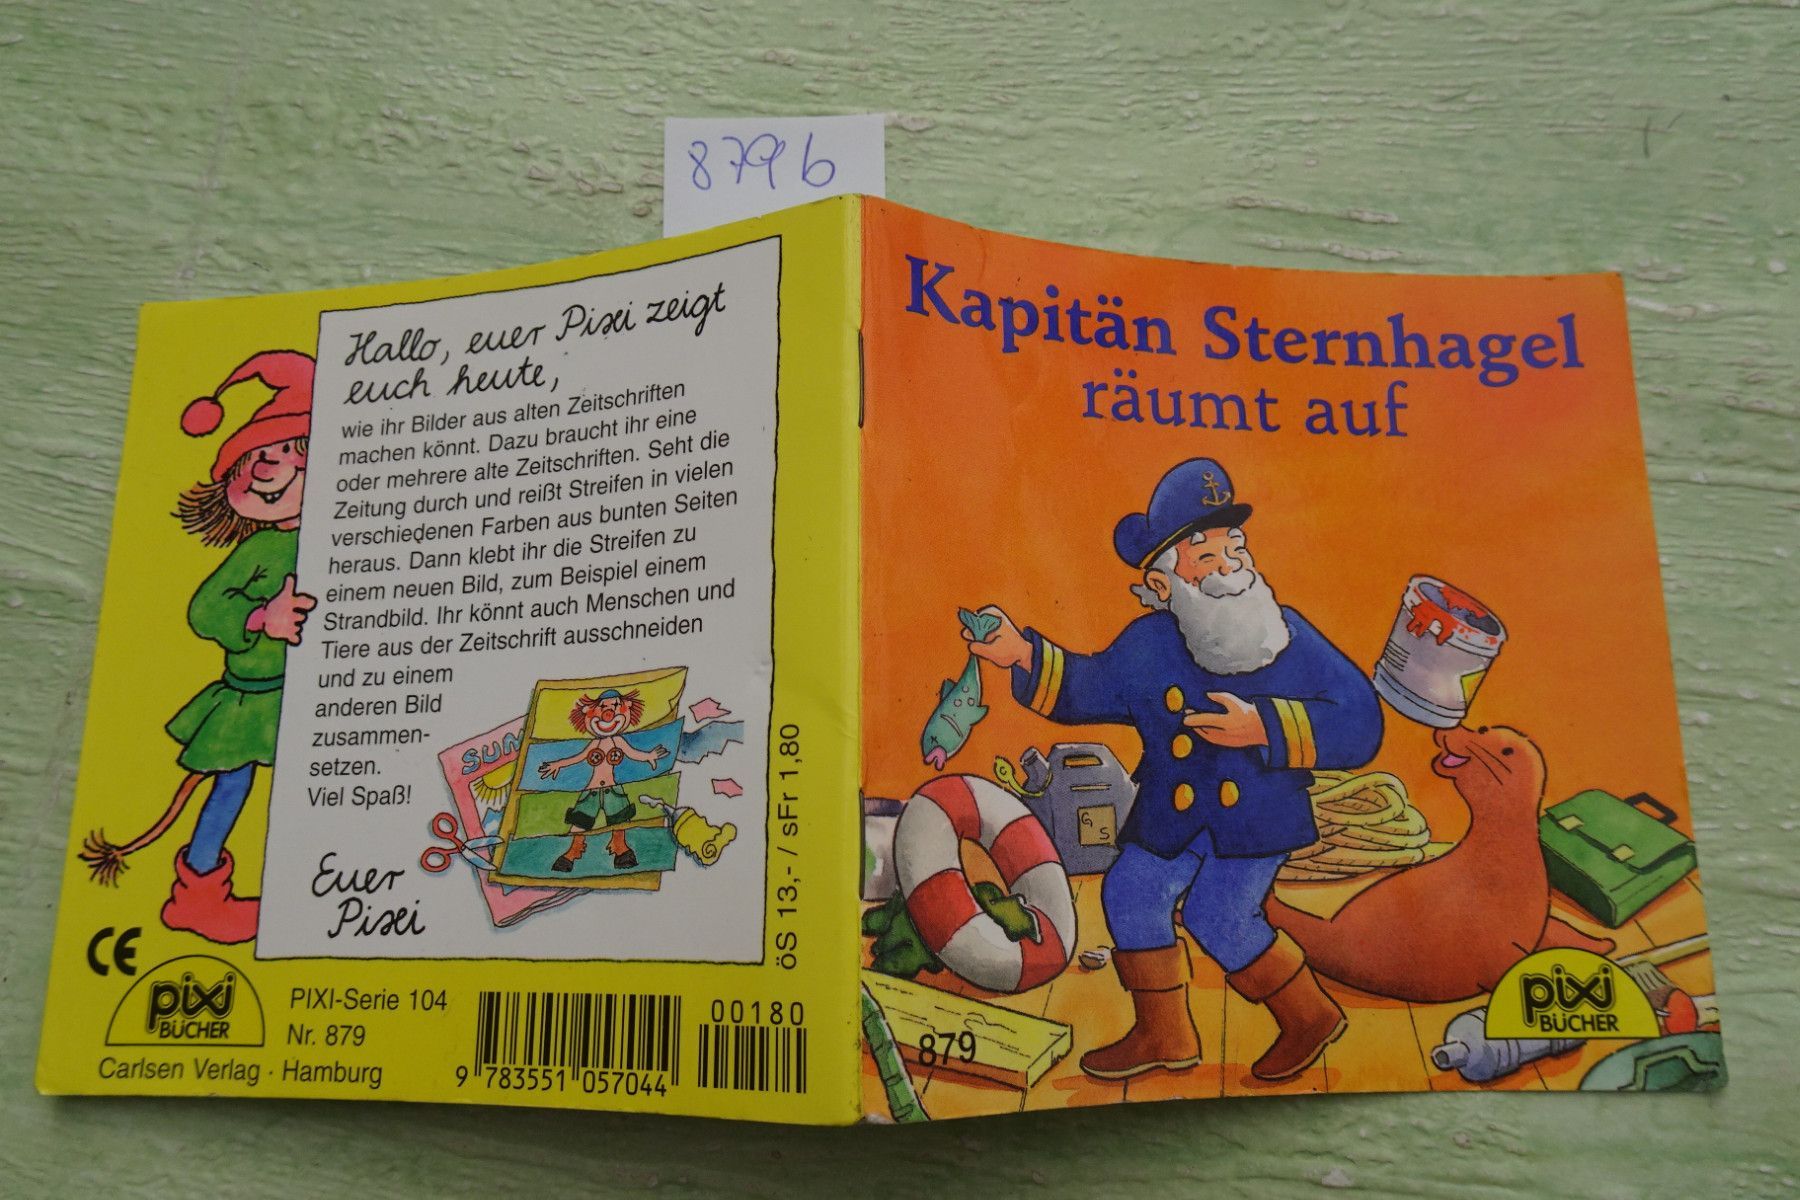 879b
Hallo, euer Pixi zeigt
euch heute,
wie ihr Bilder aus alten Zeitschriften
machen könnt. Dazu braucht ihr eine
oder mehrere alte Zeitschriften. Seht die
Zeitung durch und reißt Streifen in vielen
verschiedenen Farben aus bunten Seiten
heraus. Dann klebt ihr die Streifen zu
einem neuen Bild, zum Beispiel einem
Strandbild. Ihr könnt auch Menschen und
Tiere aus der Zeitschrift ausschneiden
und zu einem
anderen Bild
zusammen-
setzen.
Viel Spaß!
Euer
Pixi
SUN
öS 13,- / sFr 1,80
CE
pixi
BÜCHER
PIXI-Serie 104
Nr. 879
Carlsen Verlag · Hamburg
9 783551 057044
00180
Kapitän Sternhagel
räumt auf
G
S
879
pixi
BÜCHER